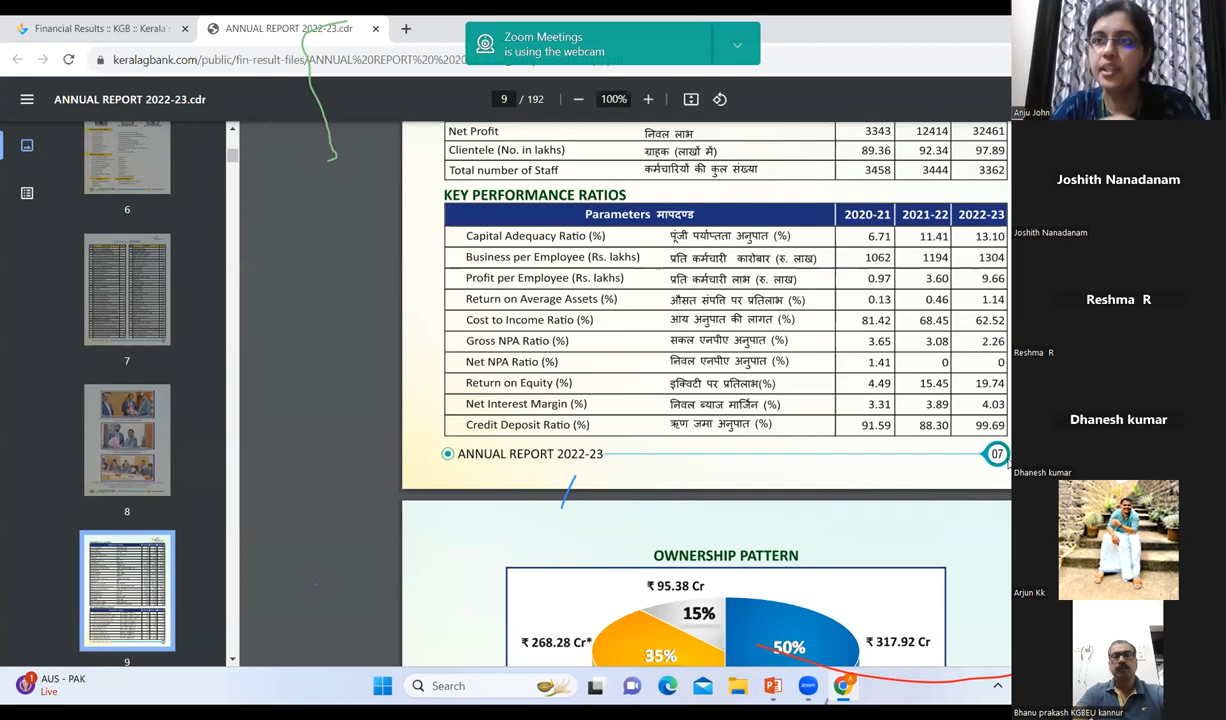 Financial Results :: KGB :: Kerala's
ANNUAL REPORT 2022-23.cdr
Zoom Meetings
is using the webcam
keralagbank.com/public/fin-result-files/ANNUAL%20REPORT%20%2020
ANNUAL REPORT 2022-23.cdr
9 / 192
100%
6
7
8
9
Net Profit निवल लाभ 3343 12414 32461
Clientele (No. in lakhs) ग्राहक (लाखों में) 89.36 92.34 97.89
Total number of Staff कर्मचारियों की कुल संख्या 3458 3444 3362
KEY PERFORMANCE RATIOS
Parameters मापदण्ड 2020-21 2021-22 2022-23
Capital Adequacy Ratio (%) पूंजी पर्याप्तता अनुपात (%) 6.71 11.41 13.10
Business per Employee (Rs. lakhs) प्रति कर्मचारी कारोबार (रु. लाख) 1062 1194 1304
Profit per Employee (Rs. lakhs) प्रति कर्मचारी लाभ (रु. लाख) 0.97 3.60 9.66
Return on Average Assets (%) औसत संपत्ति पर प्रतिलाभ (%) 0.13 0.46 1.14
Cost to Income Ratio (%) आय अनुपात की लागत (%) 81.42 68.45 62.52
Gross NPA Ratio (%) सकल एनपीए अनुपात (%) 3.65 3.08 2.26
Net NPA Ratio (%) निवल एनपीए अनुपात (%) 1.41 0 0
Return on Equity (%) इक्विटी पर प्रतिलाभ(%) 4.49 15.45 19.74
Net Interest Margin (%) निवल ब्याज मार्जिन (%) 3.31 3.89 4.03
Credit Deposit Ratio (%) ऋण जमा अनुपात (%) 91.59 88.30 99.69
ANNUAL REPORT 2022-23 07
OWNERSHIP PATTERN
₹ 95.38 Cr
15%
₹ 268.28 Cr*
35%
50%
₹ 317.92 Cr
AUS - PAK
Live
1
Search
Anju John
Joshith Nanadanam
Joshith Nanadanam
Reshma R
Reshma R
Dhanesh kumar
Dhanesh kumar
Arjun Kk
Bhanu prakash KGBEU kannur